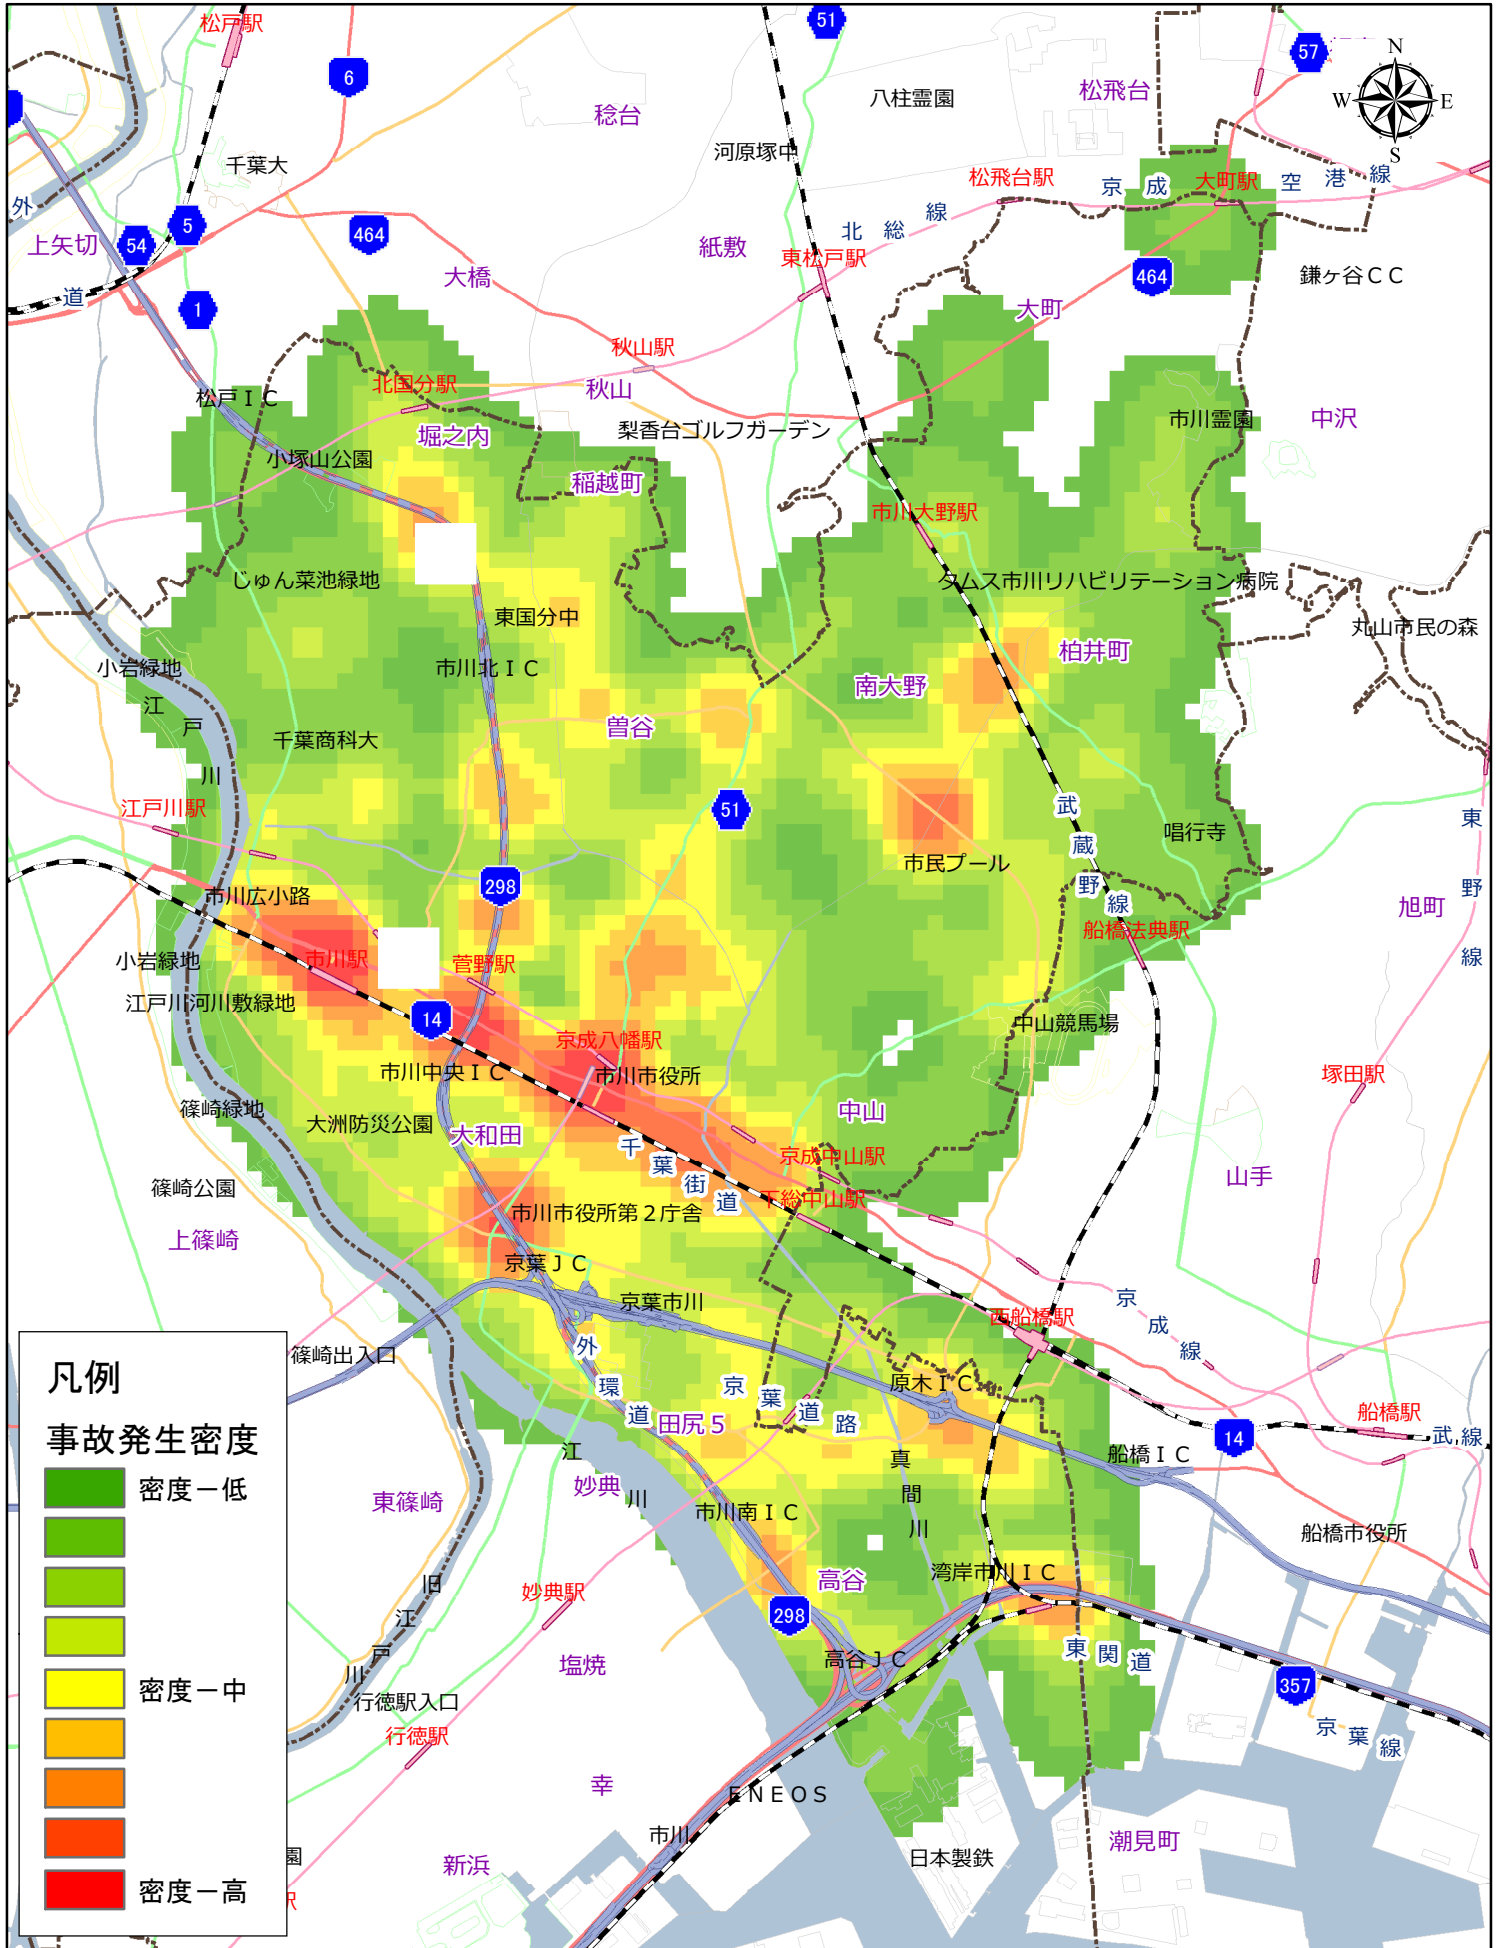 松戸駅
51
57
6
N
W
E
S
八柱霊園
松飛台
稔台
河原塚中
千葉大
松飛台駅
京成
大町駅
空港線
外
5
54
464
上矢切
北総線
紙敷
東松戸駅
464
鎌ヶ谷ＣＣ
大橋
道
1
大町
秋山駅
北国分駅
秋山
松戸ＩＣ
市川霊園
中沢
堀之内
梨香台ゴルフガーデン
小塚山公園
稲越町
市川大野駅
じゅん菜池緑地
タムス市川リハビリテーション病院
東国分中
丸山市民の森
小岩緑地
市川北ＩＣ
柏井町
南大野
江戸川
曽谷
千葉商科大
江戸川駅
51
武蔵野線
東野線
唱行寺
市民プール
298
市川広小路
旭町
船橋法典駅
小岩緑地
市川駅
菅野駅
江戸川河川敷緑地
14
中山競馬場
京成八幡駅
市川中央ＩＣ
市川市役所
塚田駅
篠崎緑地
大洲防災公園
大和田
中山
千葉街道
京成中山駅
山手
篠崎公園
下総中山駅
市川市役所第２庁舎
上篠崎
京葉ＪＣ
京葉市川
京成線
西船橋駅
篠崎出入口
外環道
京葉道路
原木ＩＣ
田尻５
船橋駅
14
武線
江
川
船橋ＩＣ
真間川
妙典
東篠崎
市川南ＩＣ
船橋市役所
湾岸市川ＩＣ
高谷
妙典駅
298
旧江戸川
東関道
高谷ＪＣ
塩焼
357
行徳駅入口
京葉線
行徳駅
幸
ＥＮＥＯＳ
市川
潮見町
日本製鉄
新浜
園
駅
凡例
事故発生密度
密度－低
密度－中
密度－高